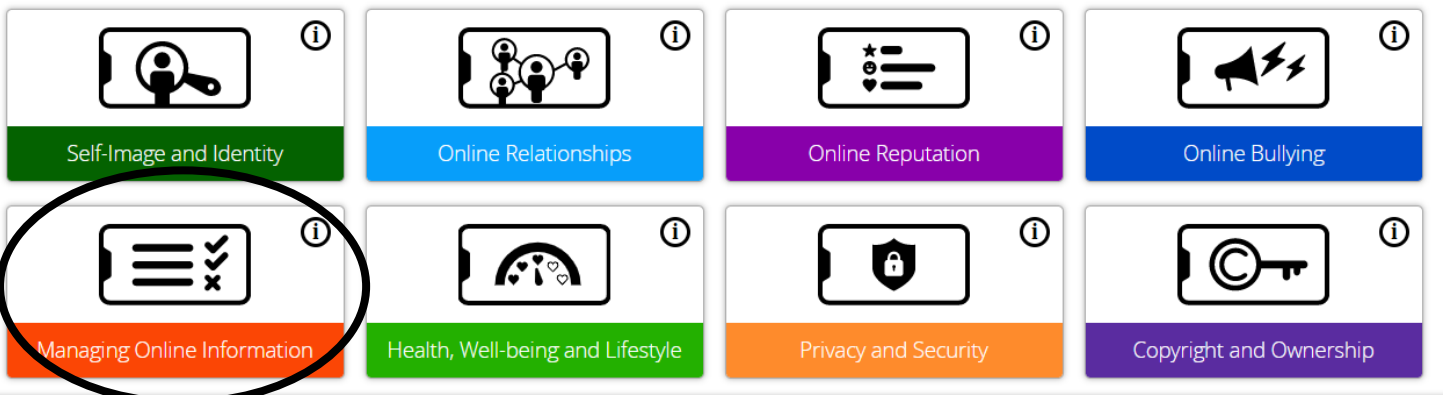 Self-Image and Identity
Online Relationships
Online Reputation
Online Bullying
Managing Online Information
Health, Well-being and Lifestyle
Privacy and Security
Copyright and Ownership